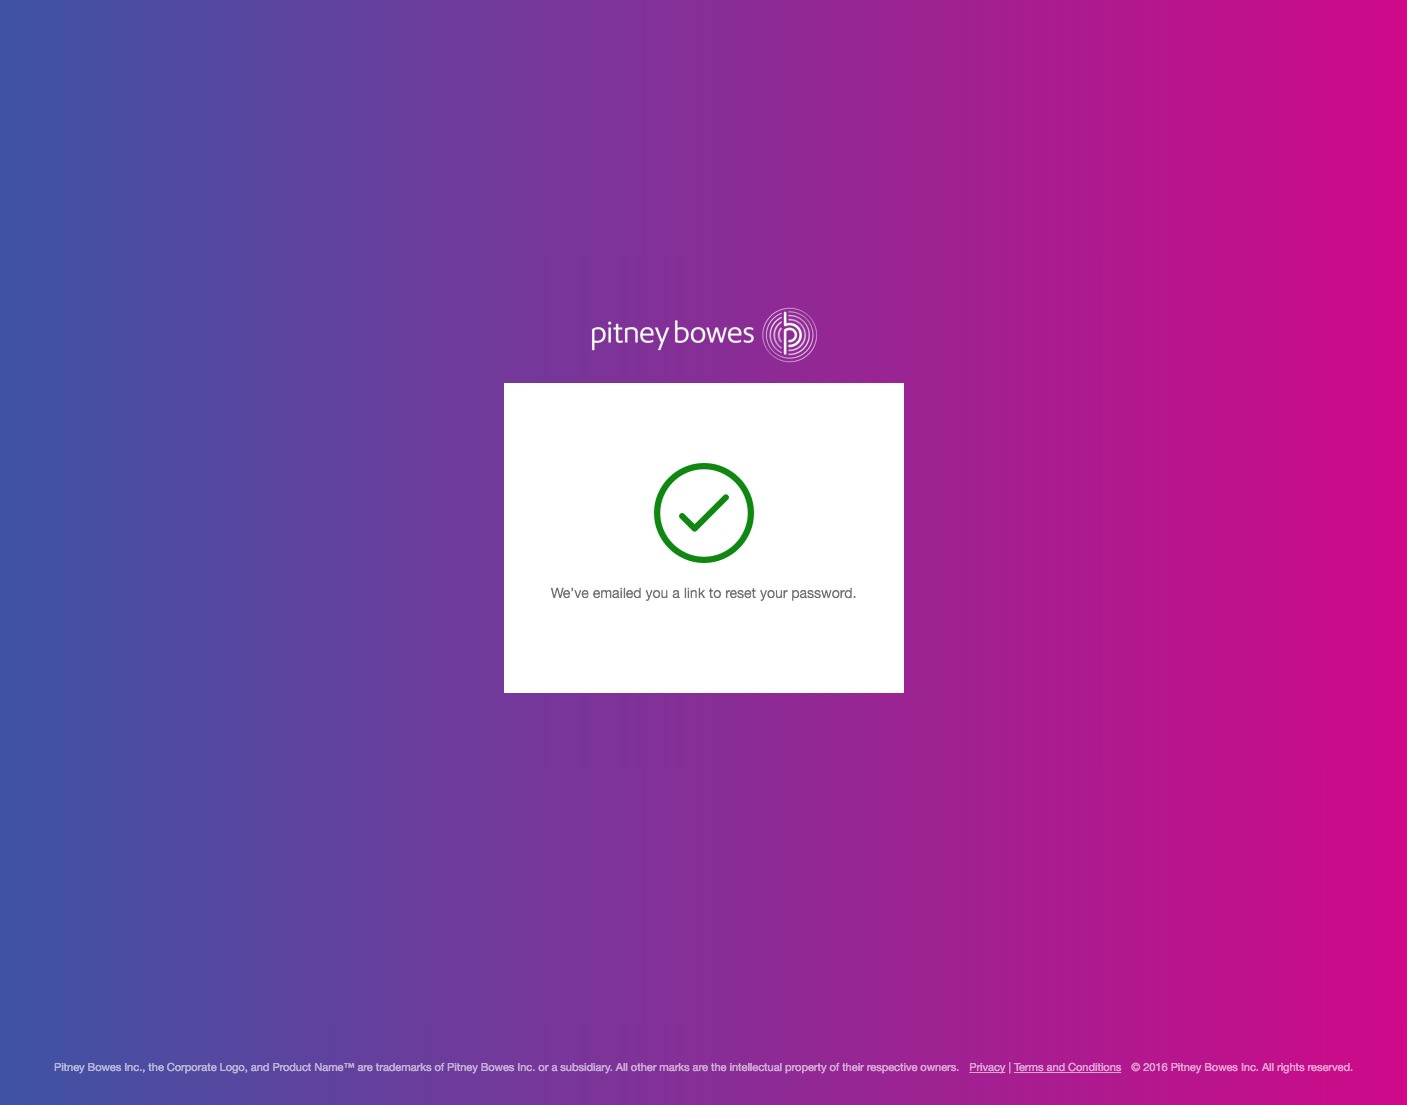 pitney bowes
We've emailed you a link to reset your password.
Pitney Bowes Inc., the Corporate Logo, and Product Name™ are trademarks of Pitney Bowes Inc. or a subsidiary. All other marks are the intellectual property of their respective owners. Privacy | Terms and Conditions © 2016 Pitney Bowes Inc. All rights reserved.